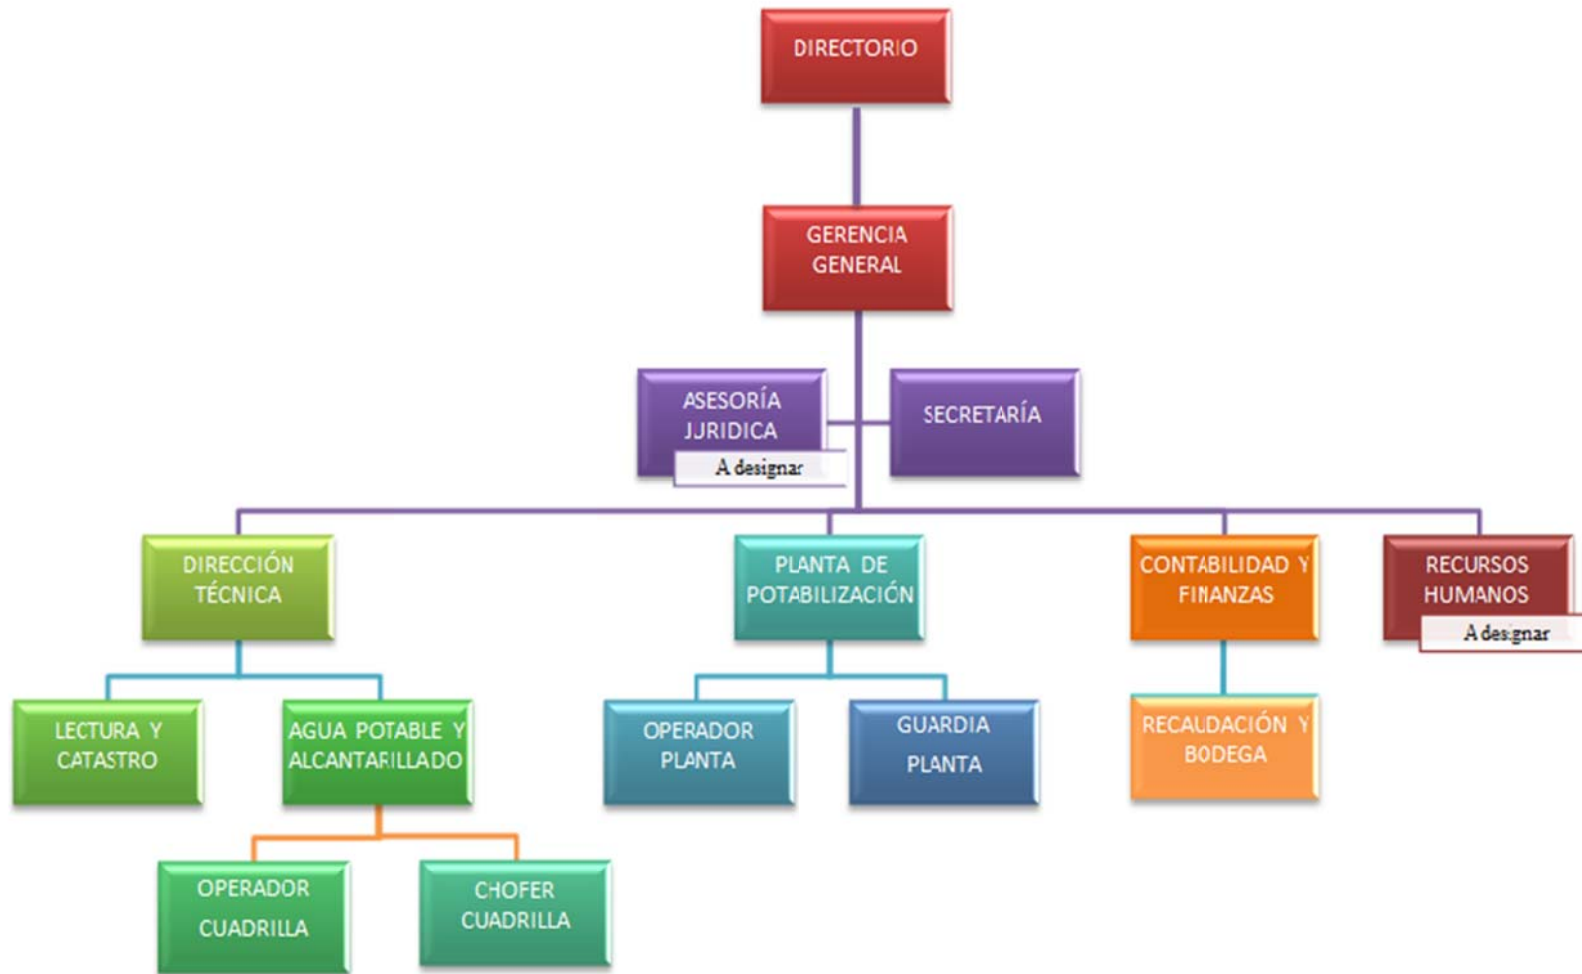 DIRECTORIO
GERENCIA
GENERAL
ASESORÍA
JURIDICA
A designar
SECRETARÍA
DIRECCIÓN
TÉCNICA
PLANTA DE
POTABILIZACIÓN
CONTABILIDAD Y
FINANZAS
RECURSOS
HUMANOS
A designar
LECTURA Y
CATASTRO
AGUA POTABLE Y
ALCANTARILLADO
OPERADOR
PLANTA
GUARDIA
PLANTA
RECAUDACIÓN Y
BODEGA
OPERADOR
CUADRILLA
CHOFER
CUADRILLA